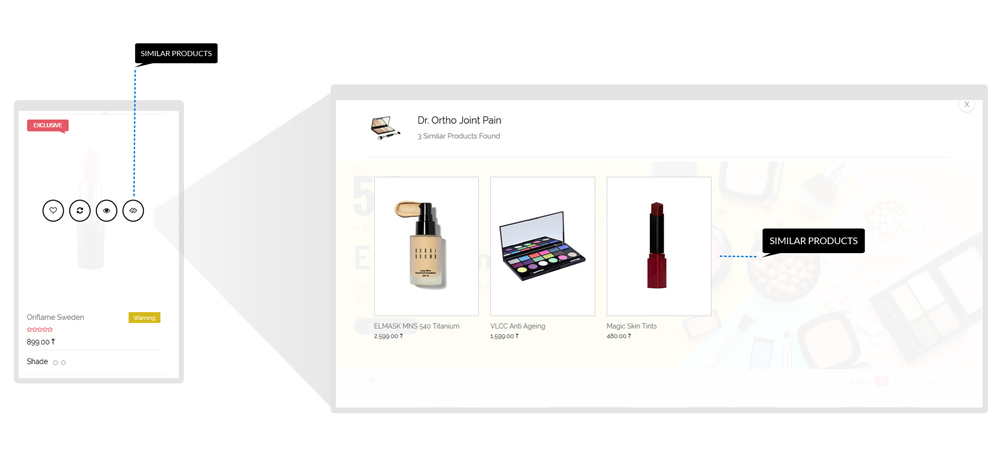 SIMILAR PRODUCTS
EXCLUSIVE
Oriflame Sweden
Warning
899.00 ₹
Shade
X
Dr. Ortho Joint Pain
3 Similar Products Found
5
E
BOBBI
BROWN
ELMASK MNS 540 Titanium
2,599.00 ₹
VLCC Anti Ageing
1,599.00 ₹
Magic Skin Tints
460.00 ₹
SIMILAR PRODUCTS